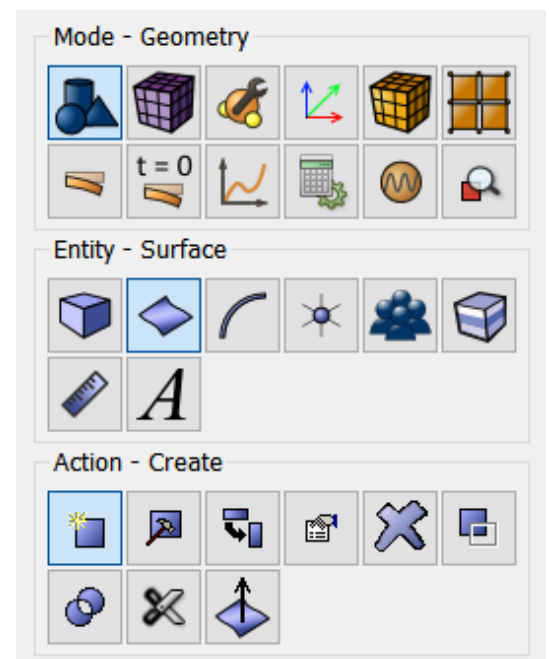 Mode - Geometry
t = 0
Entity - Surface
A
Action - Create